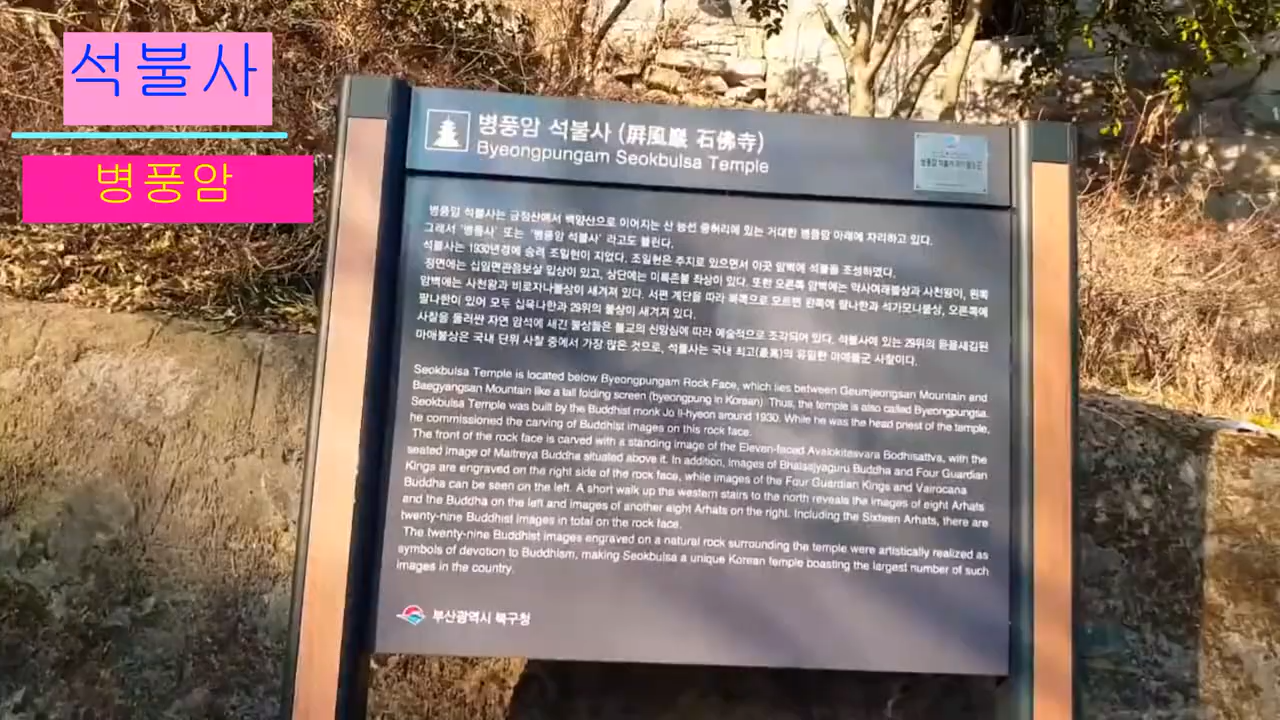 석불사
병풍암
병풍암 석불사 (屛風巖 石佛寺)
Byeongpungam Seokbulsa Temple
병풍암 석불사는 금정산에서 백양산으로 이어지는 산 능선 중허리에 있는 거대한 병풍암 아래에 자리하고 있다.
그래서 '병풍사' 또는 '병풍암 석불사' 라고도 불린다.
석불사는 1930년경에 승려 조일현이 지었다. 조일현은 주지로 있으면서 이곳 암벽에 석불을 조성하였다.
정면에는 십일면관음보살 입상이 있고, 상단에는 미륵존불 좌상이 있다. 또한 오른쪽 암벽에는 약사여래불상과 사천왕이, 왼쪽
암벽에는 사천왕과 비로자나불상이 새겨져 있다. 서편 계단을 따라 북쪽으로 오르면 왼쪽에 팔나한과 석가모니불상, 오른쪽에
팔나한이 있어 모두 십육나한과 29위의 불상이 새겨져 있다.
사찰을 둘러싼 자연 암석에 새긴 불상들은 불교의 신앙심에 따라 예술적으로 조각되어 있다. 석불사에 있는 29위의 돋을새김된
마애불상은 국내 단위 사찰 중에서 가장 많은 것으로, 석불사는 국내 최고(最高)의 유일한 마애불군 사찰이다.
Seokbulsa Temple is located below Byeongpungam Rock Face, which lies between Geumjeongsan Mountain and
Baegyangsan Mountain like a tall folding screen (byeongpung in Korean). Thus, the temple is also called Byeongpungsa.
Seokbulsa Temple was built by the Buddhist monk Jo Il-hyeon around 1930. While he was the head priest of the temple,
he commissioned the carving of Buddhist images on this rock face.
The front of the rock face is carved with a standing image of the Eleven-faced Avalokitesvara Bodhisattva, with the
seated image of Maitreya Buddha situated above it. In addition, images of Bhaisajyaguru Buddha and Four Guardian
Kings are engraved on the right side of the rock face, while images of the Four Guardian Kings and Vairocana
Buddha can be seen on the left. A short walk up the western stairs to the north reveals the images of eight Arhats
and the Buddha on the left and images of another eight Arhats on the right. Including the Sixteen Arhats, there are
twenty-nine Buddhist images in total on the rock face.
The twenty-nine Buddhist images engraved on a natural rock surrounding the temple were artistically realized as
symbols of devotion to Buddhism, making Seokbulsa a unique Korean temple boasting the largest number of such
images in the country.
부산광역시 북구청